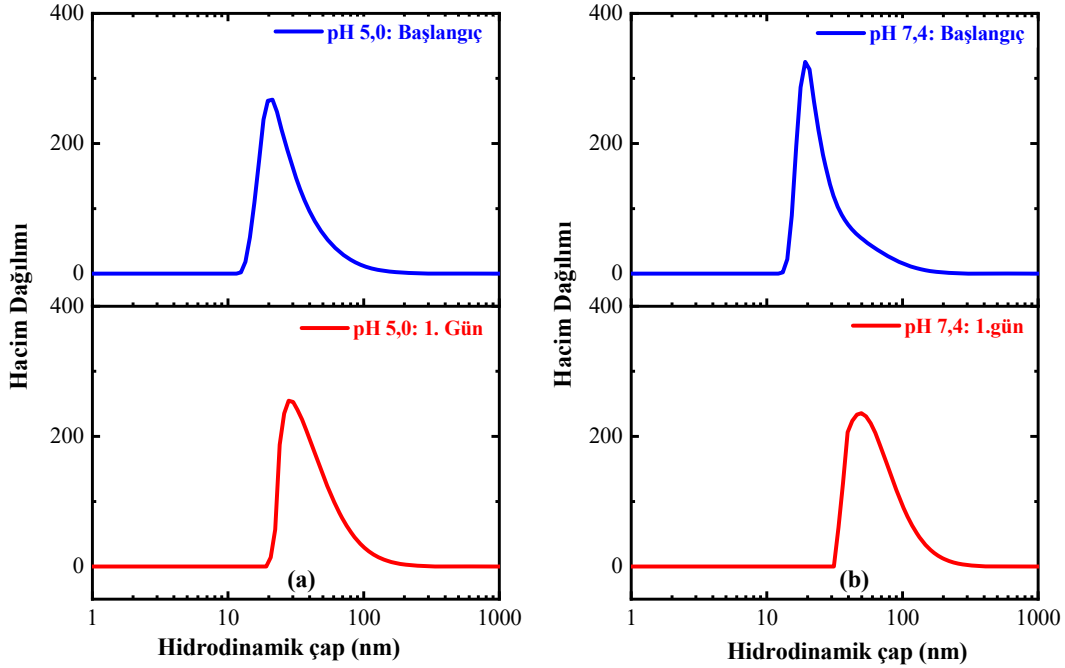 Hacim Dağılımı
400
200
0
pH 5,0: Başlangıç
400
200
0
pH 5,0: 1. Gün
(a)
1
10
100
1000
Hidrodinamik çap (nm)
Hacim Dağılımı
400
200
0
pH 7,4: Başlangıç
400
200
0
pH 7,4: 1.gün
(b)
1
10
100
1000
Hidrodinamik çap (nm)